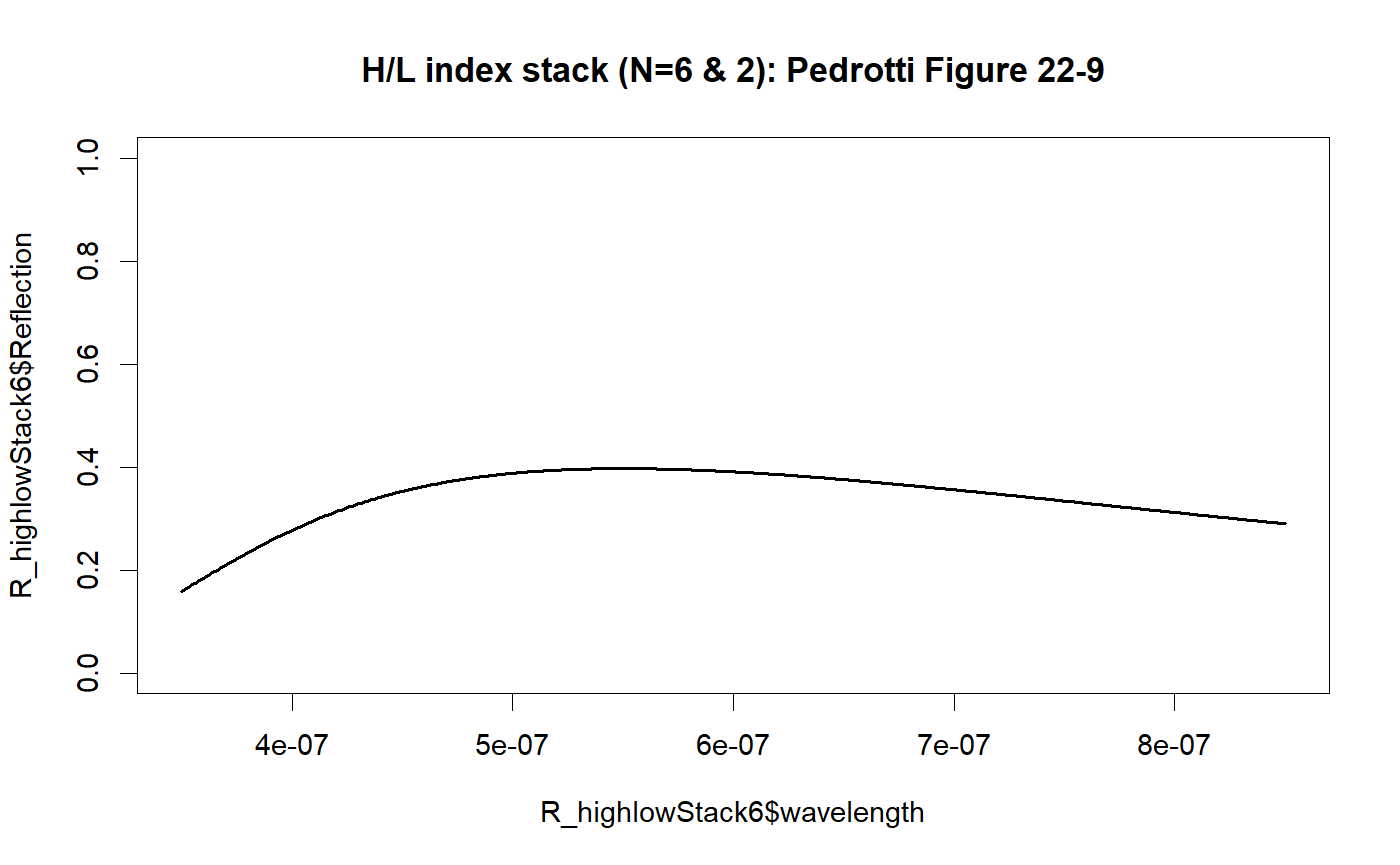 H/L index stack (N=6 & 2): Pedrotti Figure 22-9
R_highlowStack6$Reflection
1.0
0.8
0.6
0.4
0.2
0.0
4e-07 5e-07 6e-07 7e-07 8e-07
R_highlowStack6$wavelength